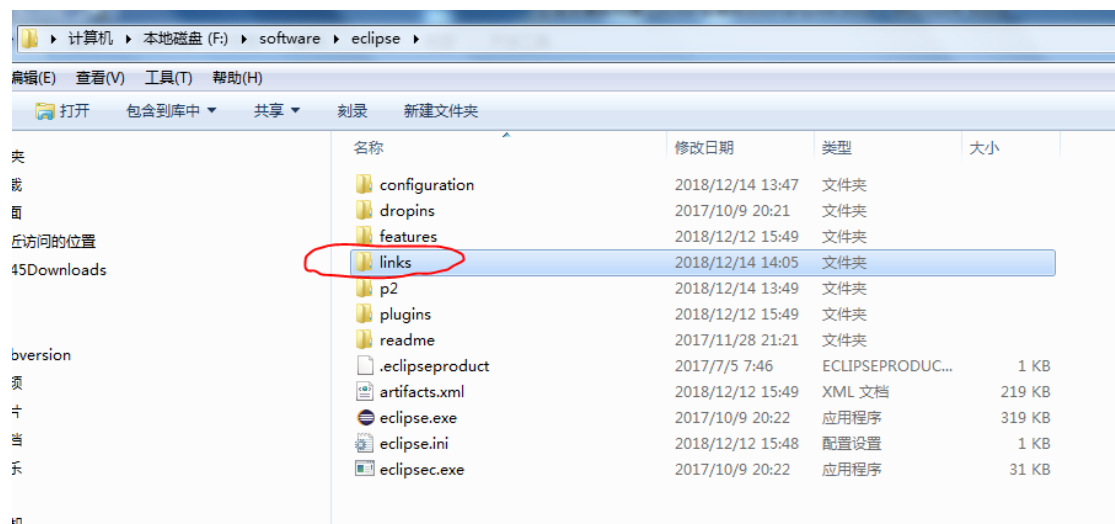 计算机 本地磁盘 (F:) software eclipse
编辑(E) 查看(V) 工具(T) 帮助(H)
打开 包含到库中 共享 刻录 新建文件夹
名称 修改日期 类型 大小
夹
载
面
近访问的位置
45Downloads
bversion
频
片
档
乐
机
configuration 2018/12/14 13:47 文件夹
dropins 2017/10/9 20:21 文件夹
features 2018/12/12 15:49 文件夹
links 2018/12/14 14:05 文件夹
p2 2018/12/14 13:49 文件夹
plugins 2018/12/12 15:49 文件夹
readme 2017/11/28 21:21 文件夹
.eclipseproduct 2017/7/5 7:46 ECLIPSEPRODUC... 1 KB
artifacts.xml 2018/12/12 15:49 XML 文档 219 KB
eclipse.exe 2017/10/9 20:22 应用程序 319 KB
eclipse.ini 2018/12/12 15:48 配置设置 1 KB
eclipsec.exe 2017/10/9 20:22 应用程序 31 KB